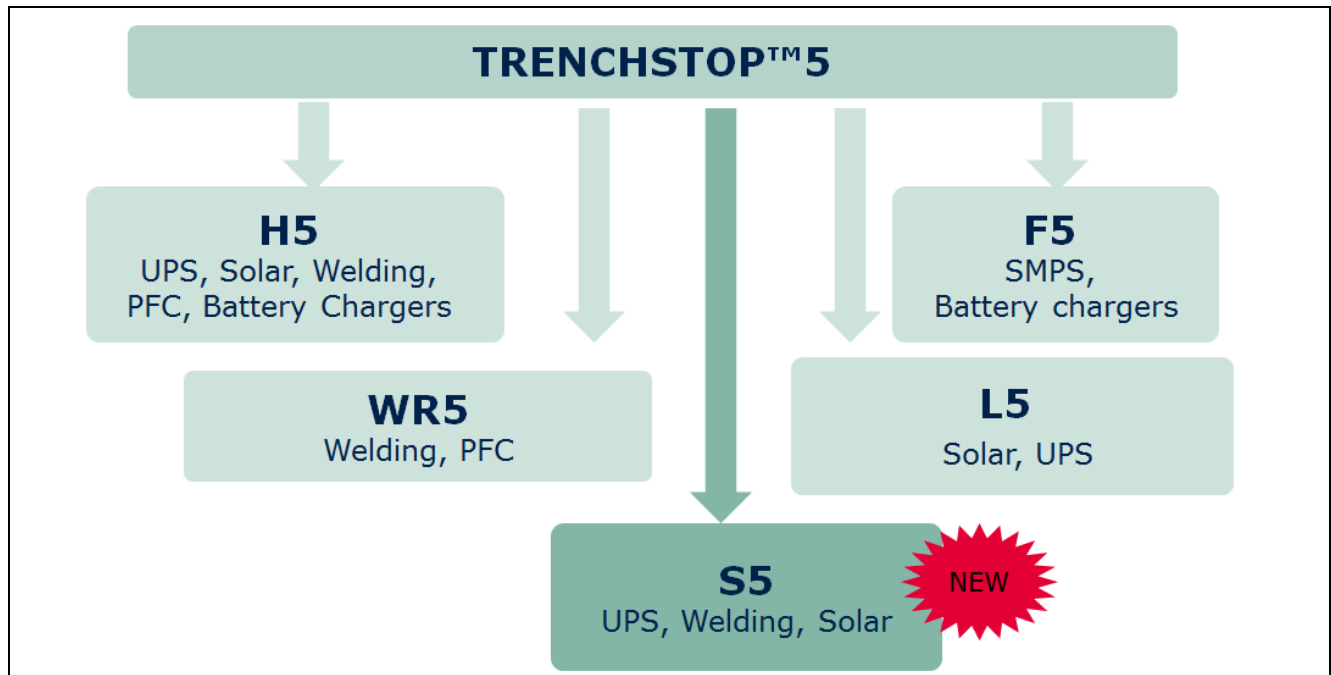 TRENCHSTOP™5
H5
UPS, Solar, Welding,
PFC, Battery Chargers
F5
SMPS,
Battery chargers
WR5
Welding, PFC
L5
Solar, UPS
S5
UPS, Welding, Solar
NEW